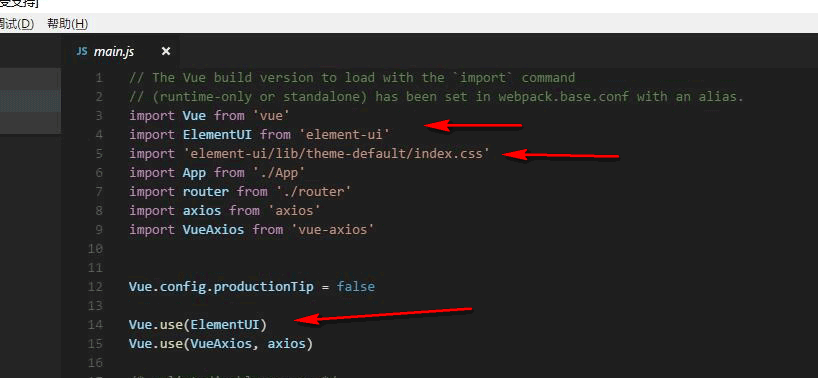 受支持]
调试(D) 帮助(H)
JS main.js ×
1 // The Vue build version to load with the `import` command
2 // (runtime-only or standalone) has been set in webpack.base.conf with an alias.
3 import Vue from 'vue'
4 import ElementUI from 'element-ui'
5 import 'element-ui/lib/theme-default/index.css'
6 import App from './App'
7 import router from './router'
8 import axios from 'axios'
9 import VueAxios from 'vue-axios'
10
11
12 Vue.config.productionTip = false
13
14 Vue.use(ElementUI)
15 Vue.use(VueAxios, axios)
16